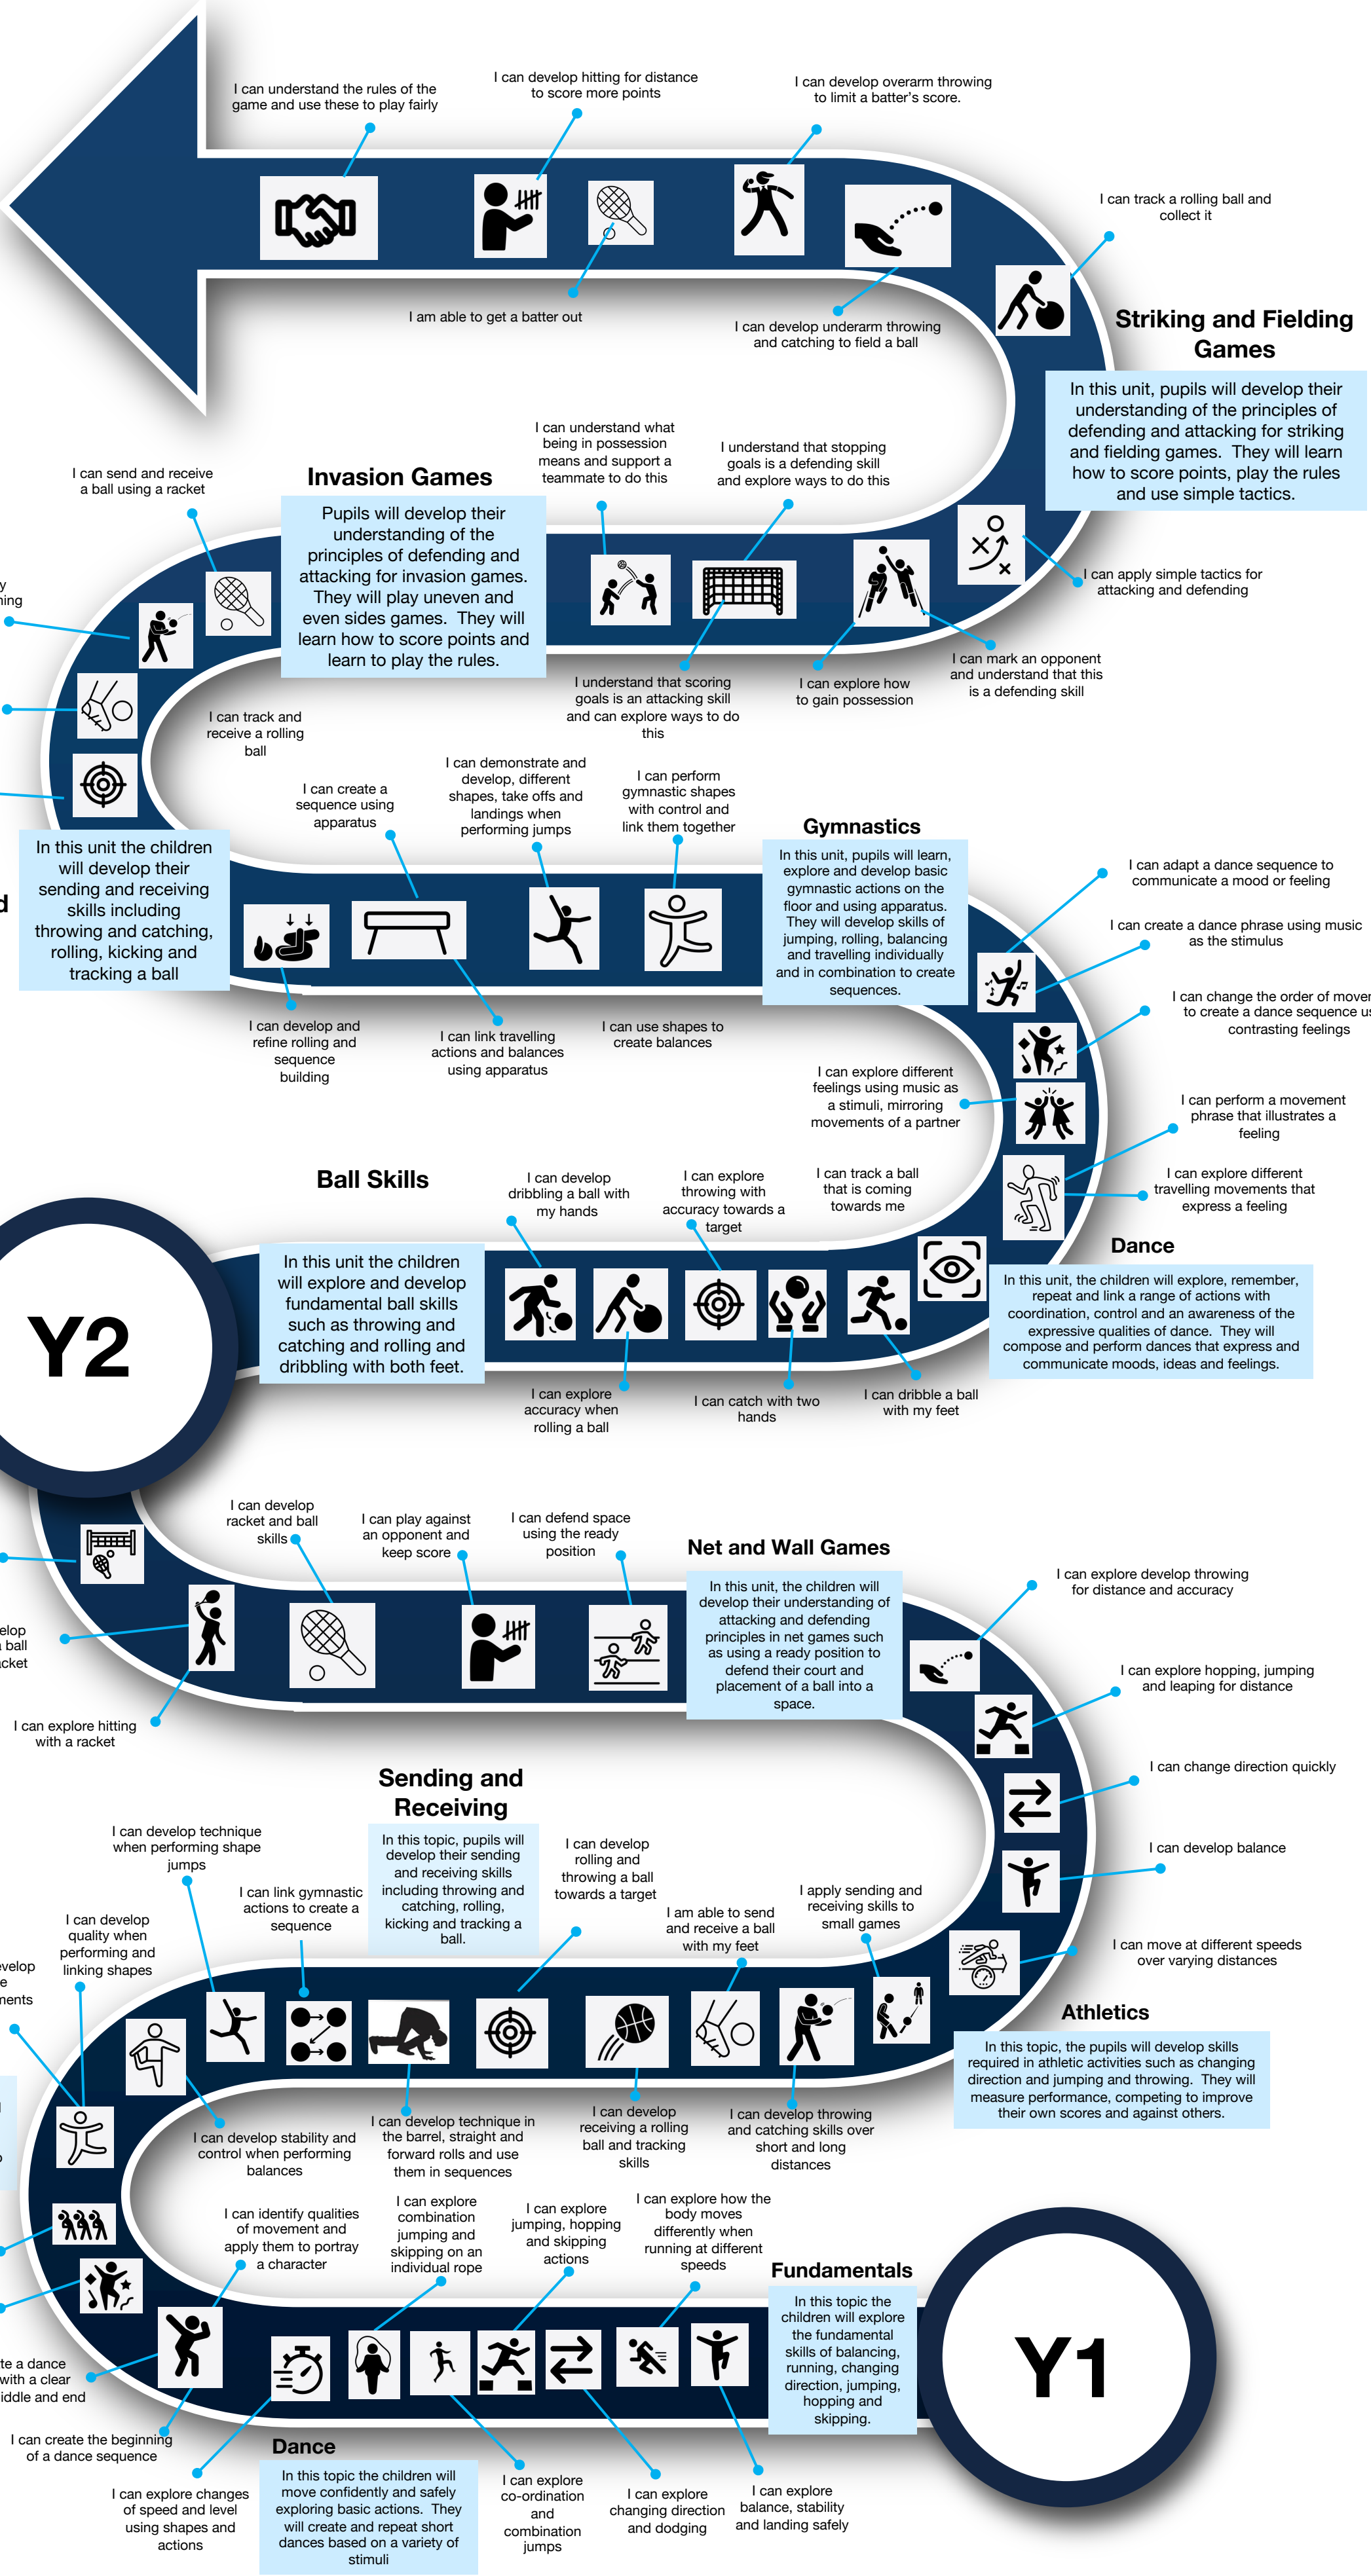 I can understand the rules of the
game and use these to play fairly
I can develop hitting for distance
to score more points
I can develop overarm throwing
to limit a batter's score.
I can track a rolling ball and
collect it
I am able to get a batter out
I can develop underarm throwing
and catching to field a ball
Striking and Fielding
Games
In this unit, pupils will develop their
understanding of the principles of
defending and attacking for striking
and fielding games. They will learn
how to score points, play the rules
and use simple tactics.
I can understand what
being in possession
means and support a
teammate to do this
I understand that stopping
goals is a defending skill
and explore ways to do this
I can send and receive
a ball using a racket
Invasion Games
Pupils will develop their
understanding of the
principles of defending and
attacking for invasion games.
They will play uneven and
even sides games. They will
learn how to score points and
learn to play the rules.
I can apply simple tactics for
attacking and defending
I can mark an opponent
and understand that this
is a defending skill
I can explore how
to gain possession
I understand that scoring
goals is an attacking skill
and can explore ways to do
this
I can track and
receive a rolling
ball
In this unit the children
will develop their
sending and receiving
skills including
throwing and catching,
rolling, kicking and
tracking a ball
I can create a
sequence using
apparatus
I can demonstrate and
develop, different
shapes, take offs and
landings when
performing jumps
I can perform
gymnastic shapes
with control and
link them together
Gymnastics
In this unit, pupils will learn,
explore and develop basic
gymnastic actions on the
floor and using apparatus.
They will develop skills of
jumping, rolling, balancing
and travelling individually
and in combination to create
sequences.
I can adapt a dance sequence to
communicate a mood or feeling
I can create a dance phrase using music
as the stimulus
I can change the order of
to create a dance sequence
contrasting feelings
I can develop and
refine rolling and
sequence
building
I can link travelling
actions and balances
using apparatus
I can use shapes to
create balances
I can explore different
feelings using music as
a stimuli, mirroring
movements of a partner
I can perform a movement
phrase that illustrates a
feeling
I can explore different
travelling movements that
express a feeling
Dance
In this unit, the children will explore, remember,
repeat and link a range of actions with
coordination, control and an awareness of the
expressive qualities of dance. They will
compose and perform dances that express and
communicate moods, ideas and feelings.
Ball Skills
I can develop
dribbling a ball with
my hands
I can explore
throwing with
accuracy towards a
target
I can track a ball
that is coming
towards me
In this unit the children
will explore and develop
fundamental ball skills
such as throwing and
catching and rolling and
dribbling with both feet.
I can explore
accuracy when
rolling a ball
I can catch with two
hands
I can dribble a ball
with my feet
Y2
I can develop
racket and ball
skills
I can play against
an opponent and
keep score
I can defend space
using the ready
position
Net and Wall Games
In this unit, the children will
develop their understanding of
attacking and defending
principles in net games such
as using a ready position to
defend their court and
placement of a ball into a
space.
ball
I can explore hitting
with a racket
I can explore develop throwing
for distance and accuracy
I can explore hopping, jumping
and leaping for distance
I can change direction quickly
I can develop balance
I can move at different speeds
over varying distances
Athletics
In this topic, the pupils will develop skills
required in athletic activities such as changing
direction and jumping and throwing. They will
measure performance, competing to improve
their own scores and against others.
Sending and
Receiving
In this topic, pupils will
develop their sending
and receiving skills
including throwing and
catching, rolling,
kicking and tracking a
ball.
I can develop
rolling and
throwing a ball
towards a target
I am able to send
and receive a ball
with my feet
I apply sending and
receiving skills to
small games
I can develop technique
when performing shape
jumps
I can link gymnastic
actions to create a
sequence
I can develop
quality when
performing and
linking shapes
I can develop stability and
control when performing
balances
I can develop technique in
the barrel, straight and
forward rolls and use
them in sequences
I can develop
receiving a rolling
ball and tracking
skills
I can develop throwing
and catching skills over
short and long
distances
I can identify qualities
of movement and
apply them to portray
a character
I can explore
combination
jumping and
skipping on an
individual rope
I can explore
jumping, hopping
and skipping
actions
I can explore how the
body moves
differently when
running at different
speeds
Fundamentals
In this topic the
children will explore
the fundamental
skills of balancing,
running, changing
direction, jumping,
hopping and
skipping.
Y1
a dance
with a clear
and end
I can create the beginning
of a dance sequence
I can explore changes
of speed and level
using shapes and
actions
Dance
In this topic the children will
move confidently and safely
exploring basic actions. They
will create and repeat short
dances based on a variety of
stimuli
I can explore
co-ordination
and
combination
jumps
I can explore
changing direction
and dodging
I can explore
balance, stability
and landing safely